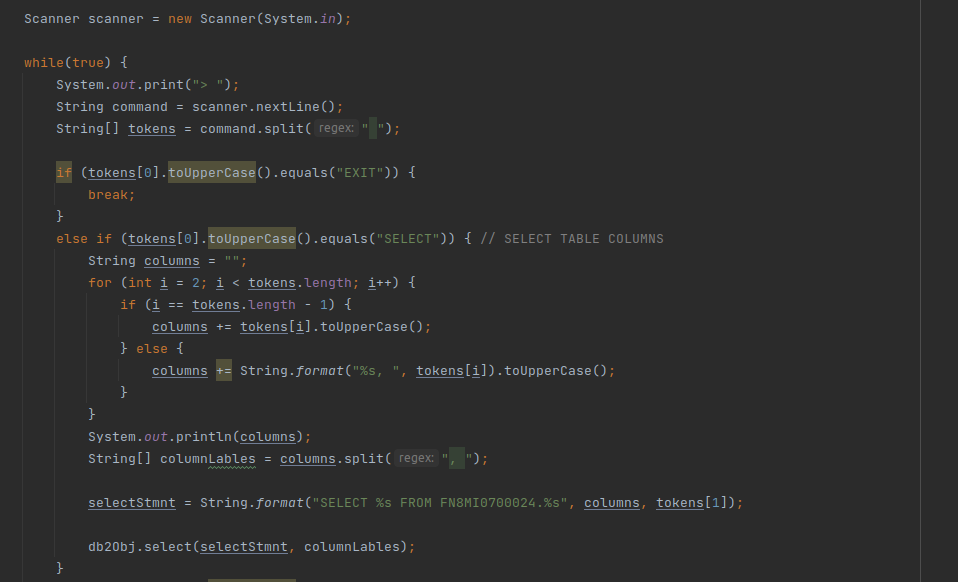 Scanner scanner = new Scanner(System.in);
while(true) {
System.out.print("> ");
String command = scanner.nextLine();
String[] tokens = command.split( regex: " ");
if (tokens[0].toUpperCase().equals("EXIT")) {
break;
}
else if (tokens[0].toUpperCase().equals("SELECT")) { // SELECT TABLE COLUMNS
String columns = "";
for (int i = 2; i < tokens.length; i++) {
if (i == tokens.length - 1) {
columns += tokens[i].toUpperCase();
} else {
columns += String.format("%s, ", tokens[i]).toUpperCase();
}
}
System.out.println(columns);
String[] columnLables = columns.split( regex: ", ");
selectStmnt = String.format("SELECT %s FROM FN8MI0700024.%s", columns, tokens[1]);
db2Obj.select(selectStmnt, columnLables);
}